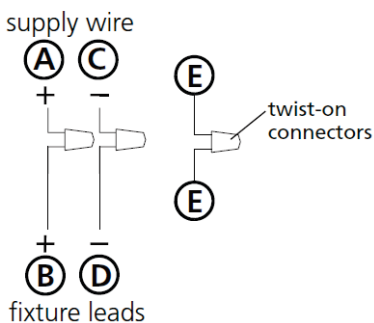 supply wire
A C
+ −
E
twist-on
connectors
E
+ −
B D
fixture leads